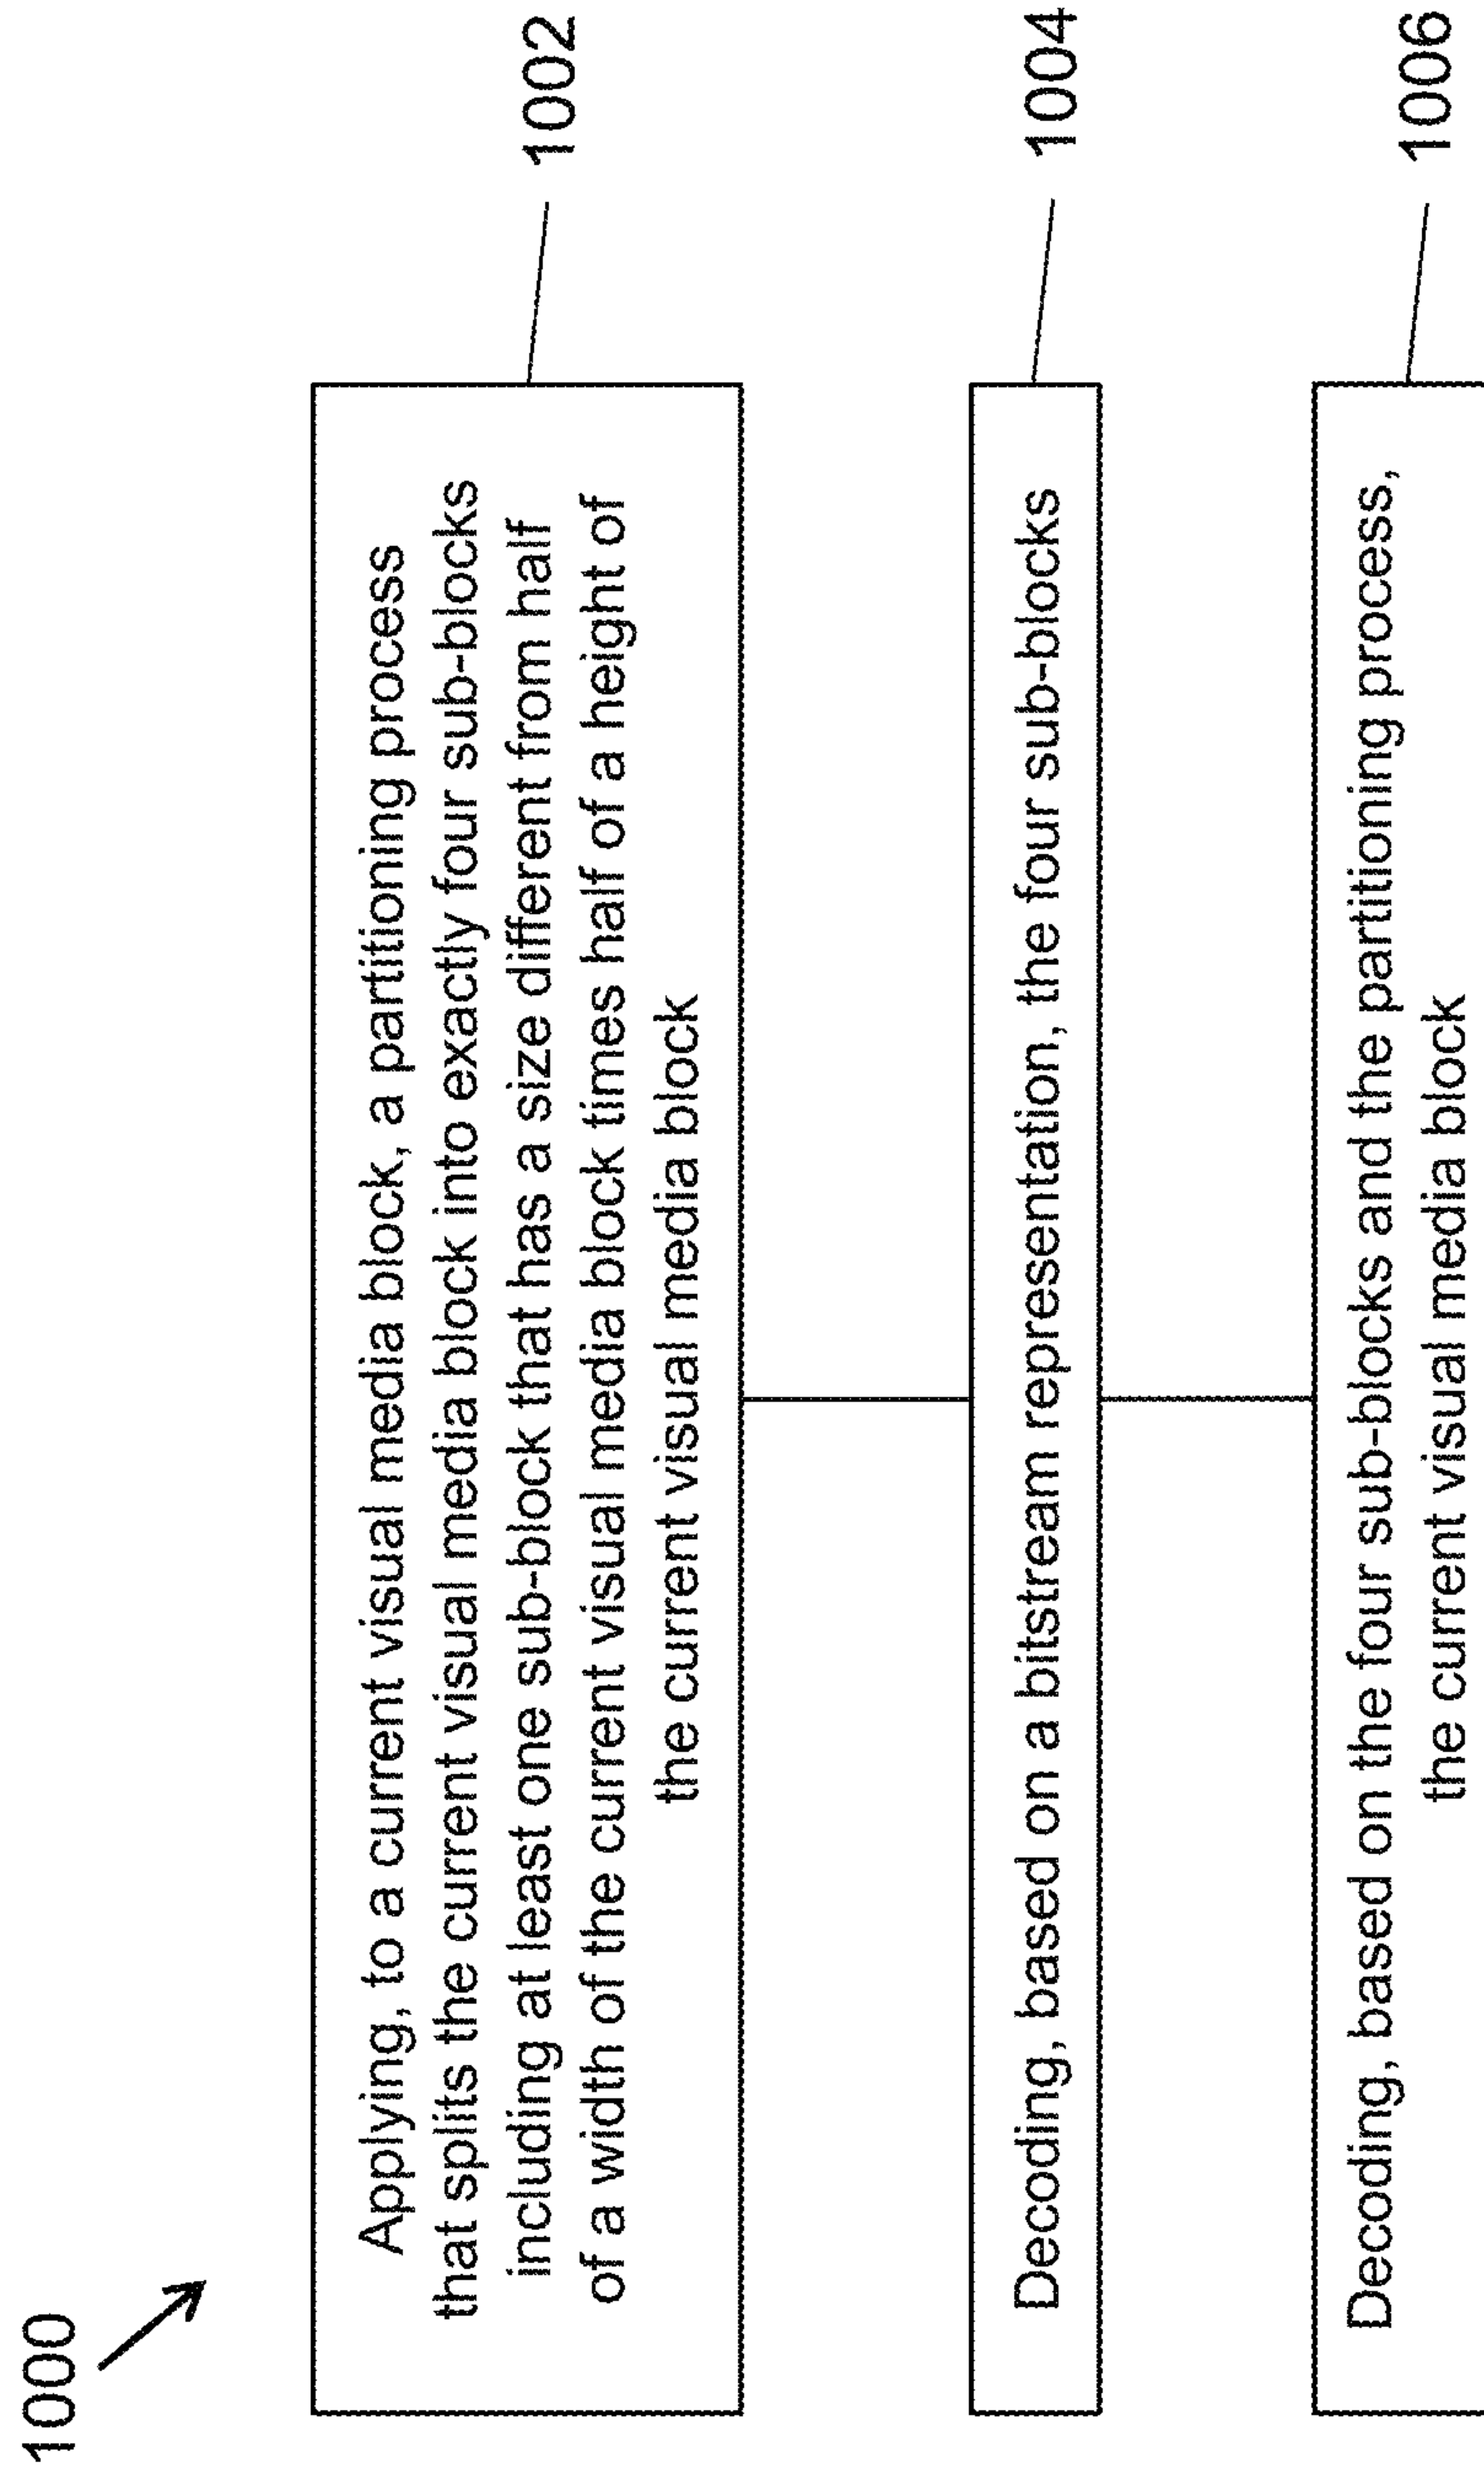 1000
Applying, to a current visual media block, a partitioning process
that splits the current visual media block into exactly four sub-blocks
including at least one sub-block that has a size different from half
of a width of the current visual media block times half of a height of
the current visual media block
1002
Decoding, based on a bitstream representation, the four sub-blocks
1004
Decoding, based on the four sub-blocks and the partitioning process,
the current visual media block
1006